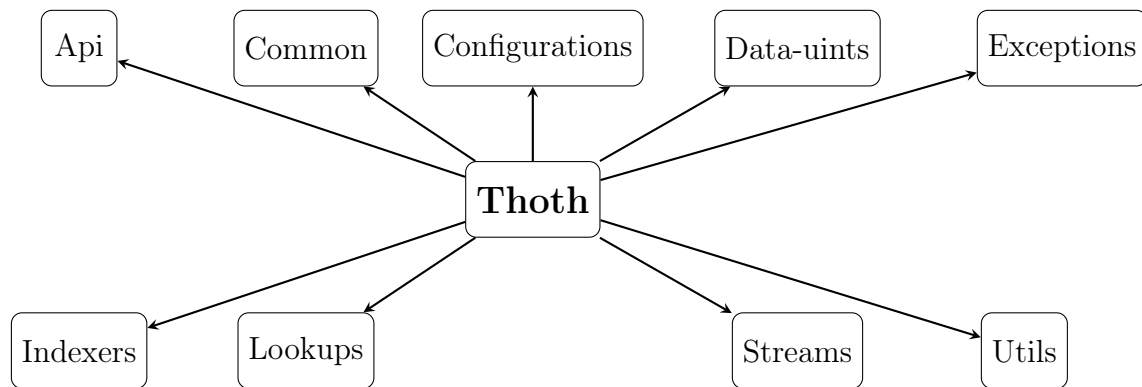 Api
Common
Configurations
Data-uints
Exceptions
Thoth
Indexers
Lookups
Streams
Utils